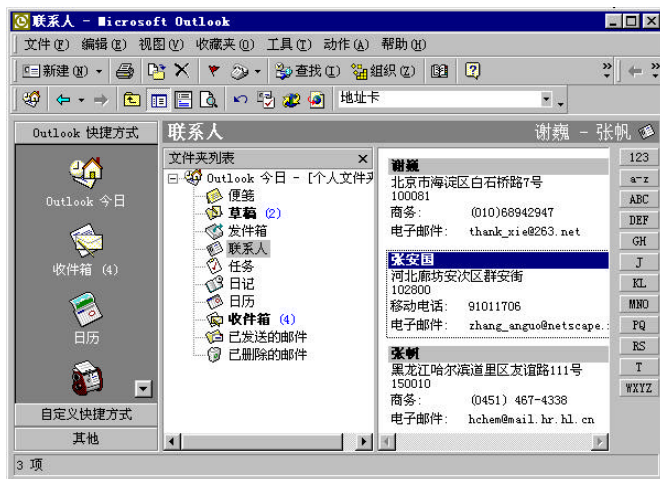 联系人 - Microsoft Outlook
文件(F) 编辑(E) 视图(V) 收藏夹(O) 工具(T) 动作(A) 帮助(H)
新建(N) 查找(I) 组织(Z)
地址卡
Outlook 快捷方式
联系人
谢巍 - 张帆
Outlook 今日
收件箱 (4)
日历
自定义快捷方式
其他
文件夹列表
Outlook 今日 - [个人文件夹
便笺
草稿 (2)
发件箱
联系人
任务
日记
日历
收件箱 (4)
已发送的邮件
已删除的邮件
谢巍
北京市海淀区白石桥路7号
100081
商务: (010)68942947
电子邮件: thank_xie@263.net
张安国
河北廊坊安次区群安街
102800
移动电话: 91011706
电子邮件: zhang_anguo@netscape.
张帆
黑龙江哈尔滨道里区友谊路111号
150010
商务: (0451) 467-4338
电子邮件: hchem@mail.hr.hl.cn
123
a-z
ABC
DEF
GH
J
KL
MNO
PQ
RS
T
WXYZ
3 项